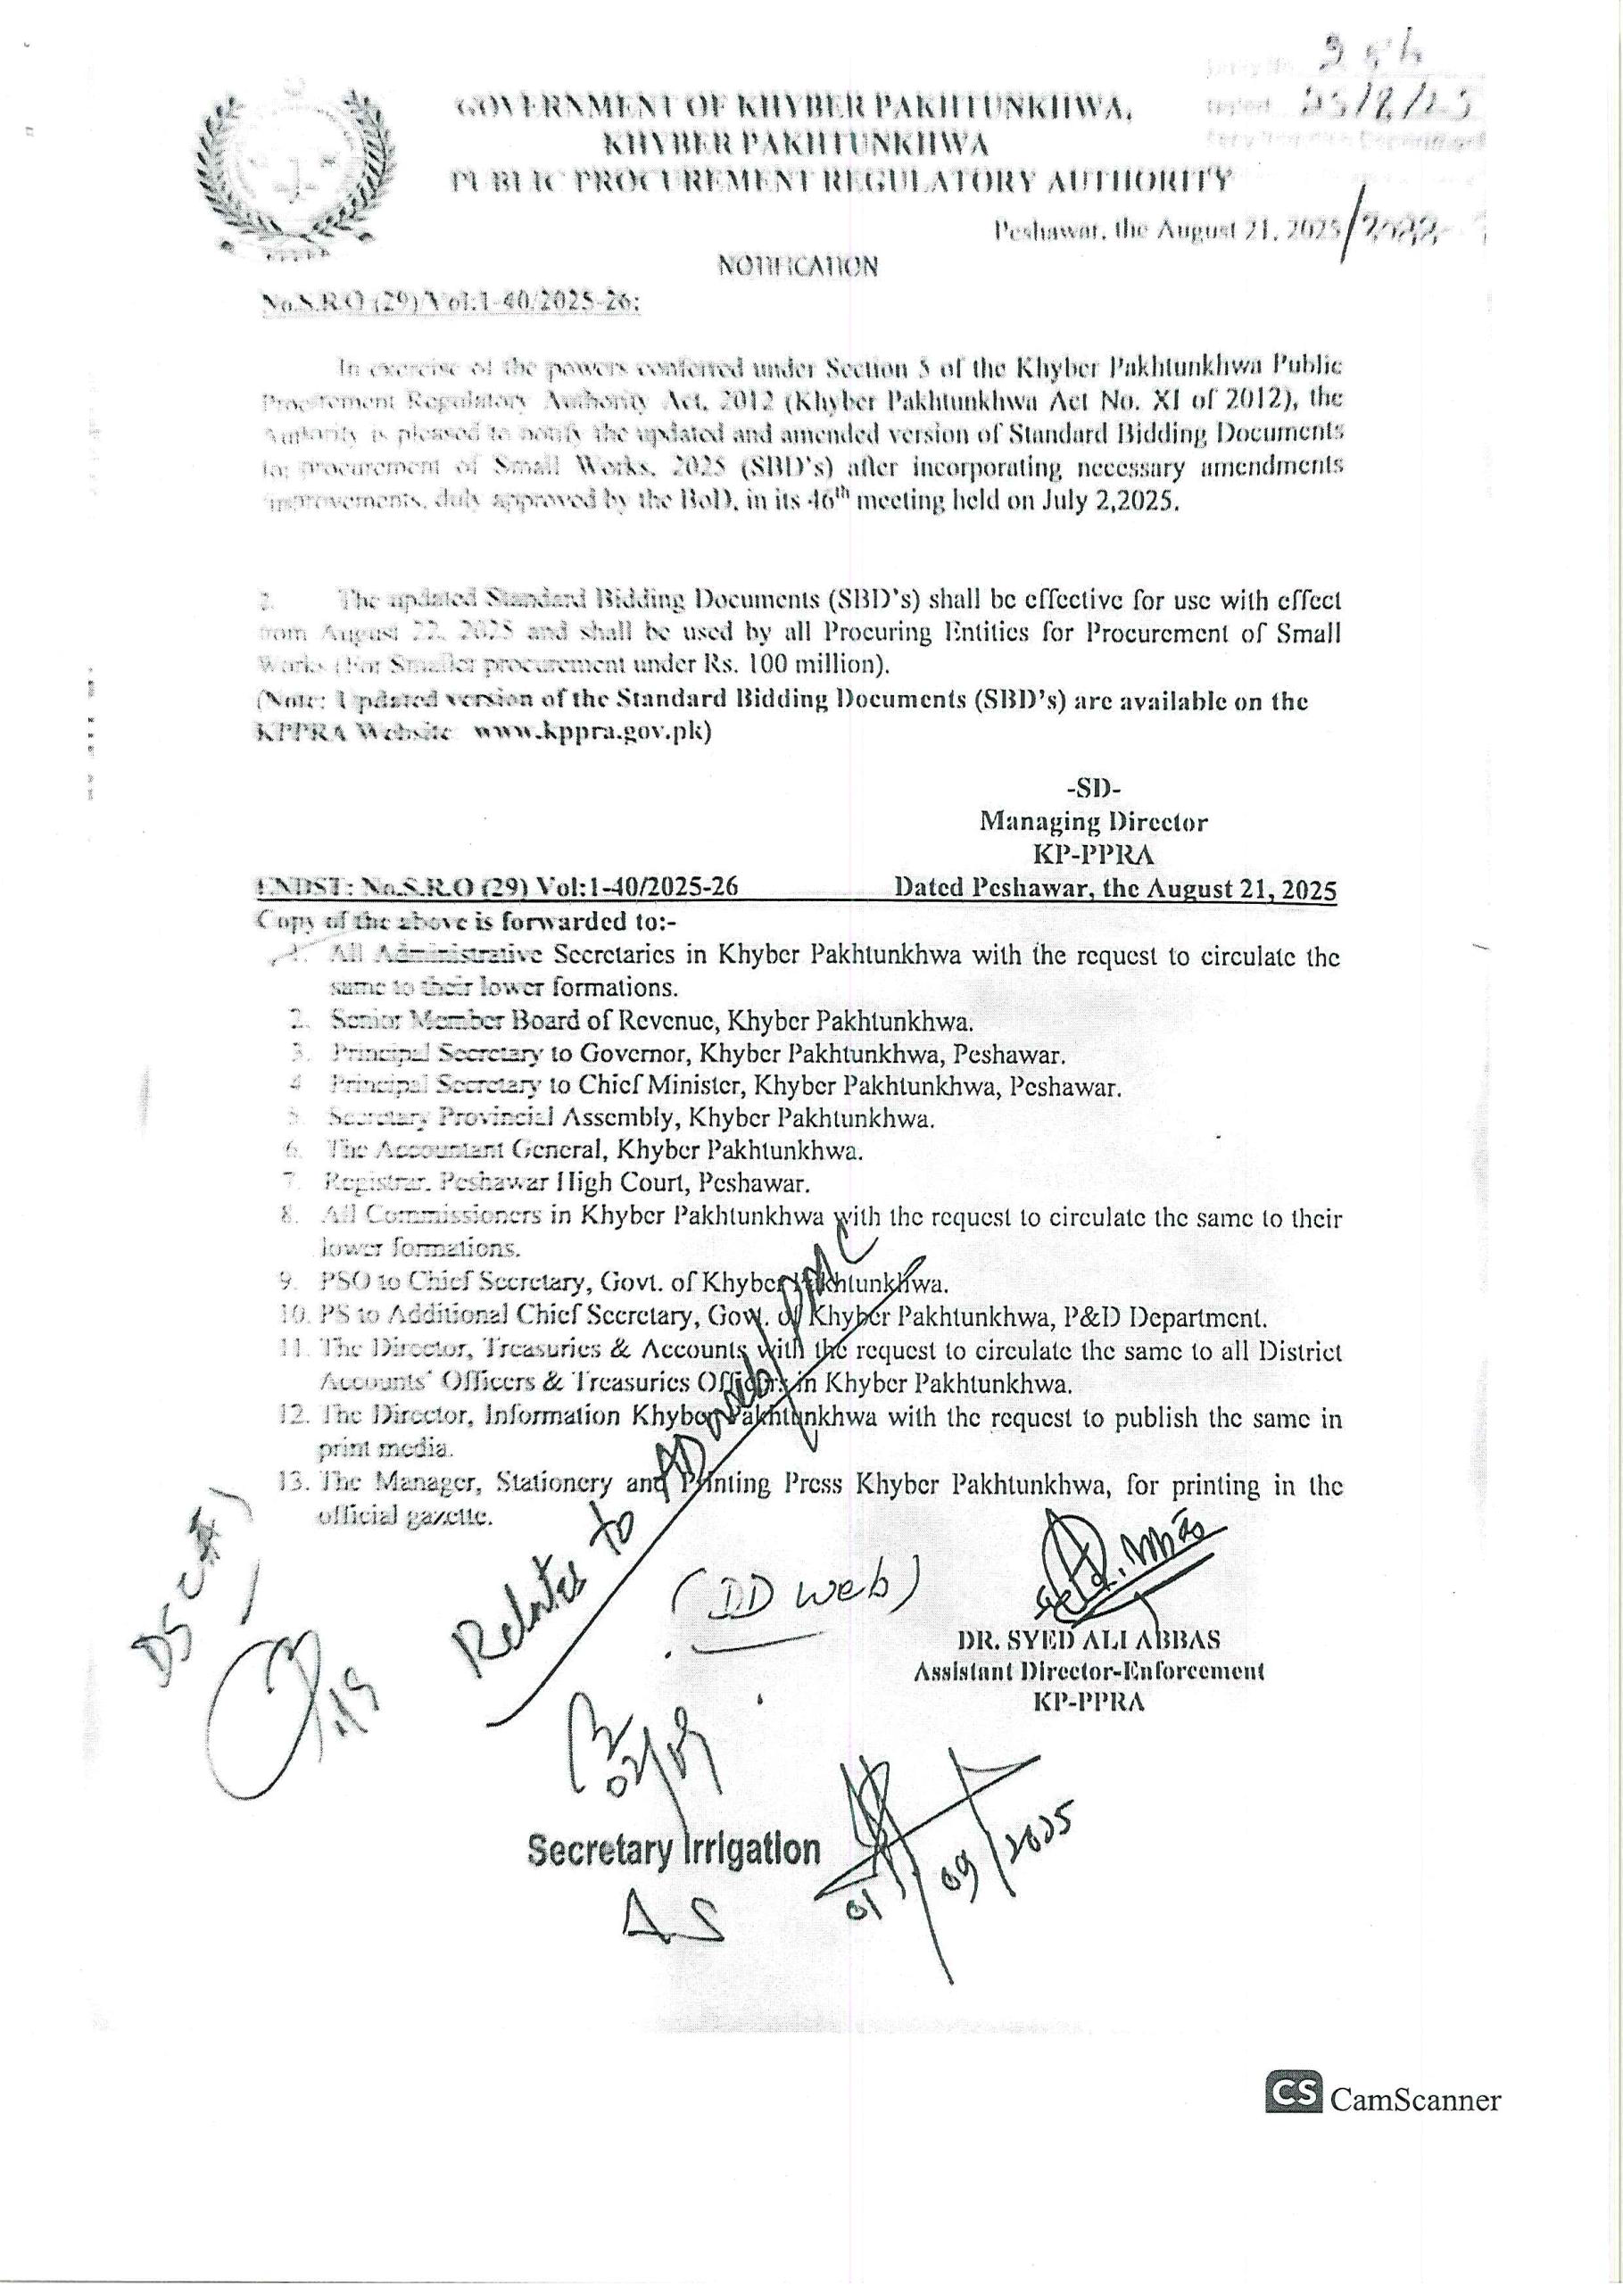 GOVERNMENT OF KHYBER PAKHTUNKHWA,
KHYBER PAKHTUNKHWA
PUBLIC PROCUREMENT REGULATORY AUTHORITY
Peshawar, the August 21, 2025
NOTIFICATION
No.S.R.O (29)/Vol:1-40/2025-26:
In exercise of the powers conferred under Section 5 of the Khyber Pakhtunkhwa Public
Procurement Regulatory Authority Act, 2012 (Khyber Pakhtunkhwa Act No. XI of 2012), the
Authority is pleased to notify the updated and amended version of Standard Bidding Documents
for procurement of Small Works, 2025 (SBD's) after incorporating necessary amendments
improvements, duly approved by the BoD, in its 46th meeting held on July 2,2025.
2. The updated Standard Bidding Documents (SBD's) shall be effective for use with effect
from August 22, 2025 and shall be used by all Procuring Entities for Procurement of Small
Works (For Smaller procurement under Rs. 100 million).
(Note: Updated version of the Standard Bidding Documents (SBD's) are available on the
KPPRA Website www.kppra.gov.pk)
-SD-
Managing Director
KP-PPRA
ENDST: No.S.R.O (29) Vol:1-40/2025-26 Dated Peshawar, the August 21, 2025
Copy of the above is forwarded to:-
1. All Administrative Secretaries in Khyber Pakhtunkhwa with the request to circulate the
same to their lower formations.
2. Senior Member Board of Revenue, Khyber Pakhtunkhwa.
3. Principal Secretary to Governor, Khyber Pakhtunkhwa, Peshawar.
4 Principal Secretary to Chief Minister, Khyber Pakhtunkhwa, Peshawar.
5 Secretary Provincial Assembly, Khyber Pakhtunkhwa.
6. The Accountant General, Khyber Pakhtunkhwa.
7. Registrar, Peshawar High Court, Peshawar.
8. All Commissioners in Khyber Pakhtunkhwa with the request to circulate the same to their
lower formations.
9. PSO to Chief Secretary, Govt. of Khyber Pakhtunkhwa.
10. PS to Additional Chief Secretary, Govt. of Khyber Pakhtunkhwa, P&D Department.
11. The Director, Treasuries & Accounts with the request to circulate the same to all District
Accounts' Officers & Treasuries Officers in Khyber Pakhtunkhwa.
12. The Director, Information Khyber Pakhtunkhwa with the request to publish the same in
print media.
13. The Manager, Stationery and Printing Press Khyber Pakhtunkhwa, for printing in the
official gazette.
Relates to AD web/PMC
(DD web)
DR. SYED ALI ABBAS
Assistant Director-Enforcement
KP-PPRA
02/09
Secretary Irrigation
01/09/2025
AS
CS CamScanner